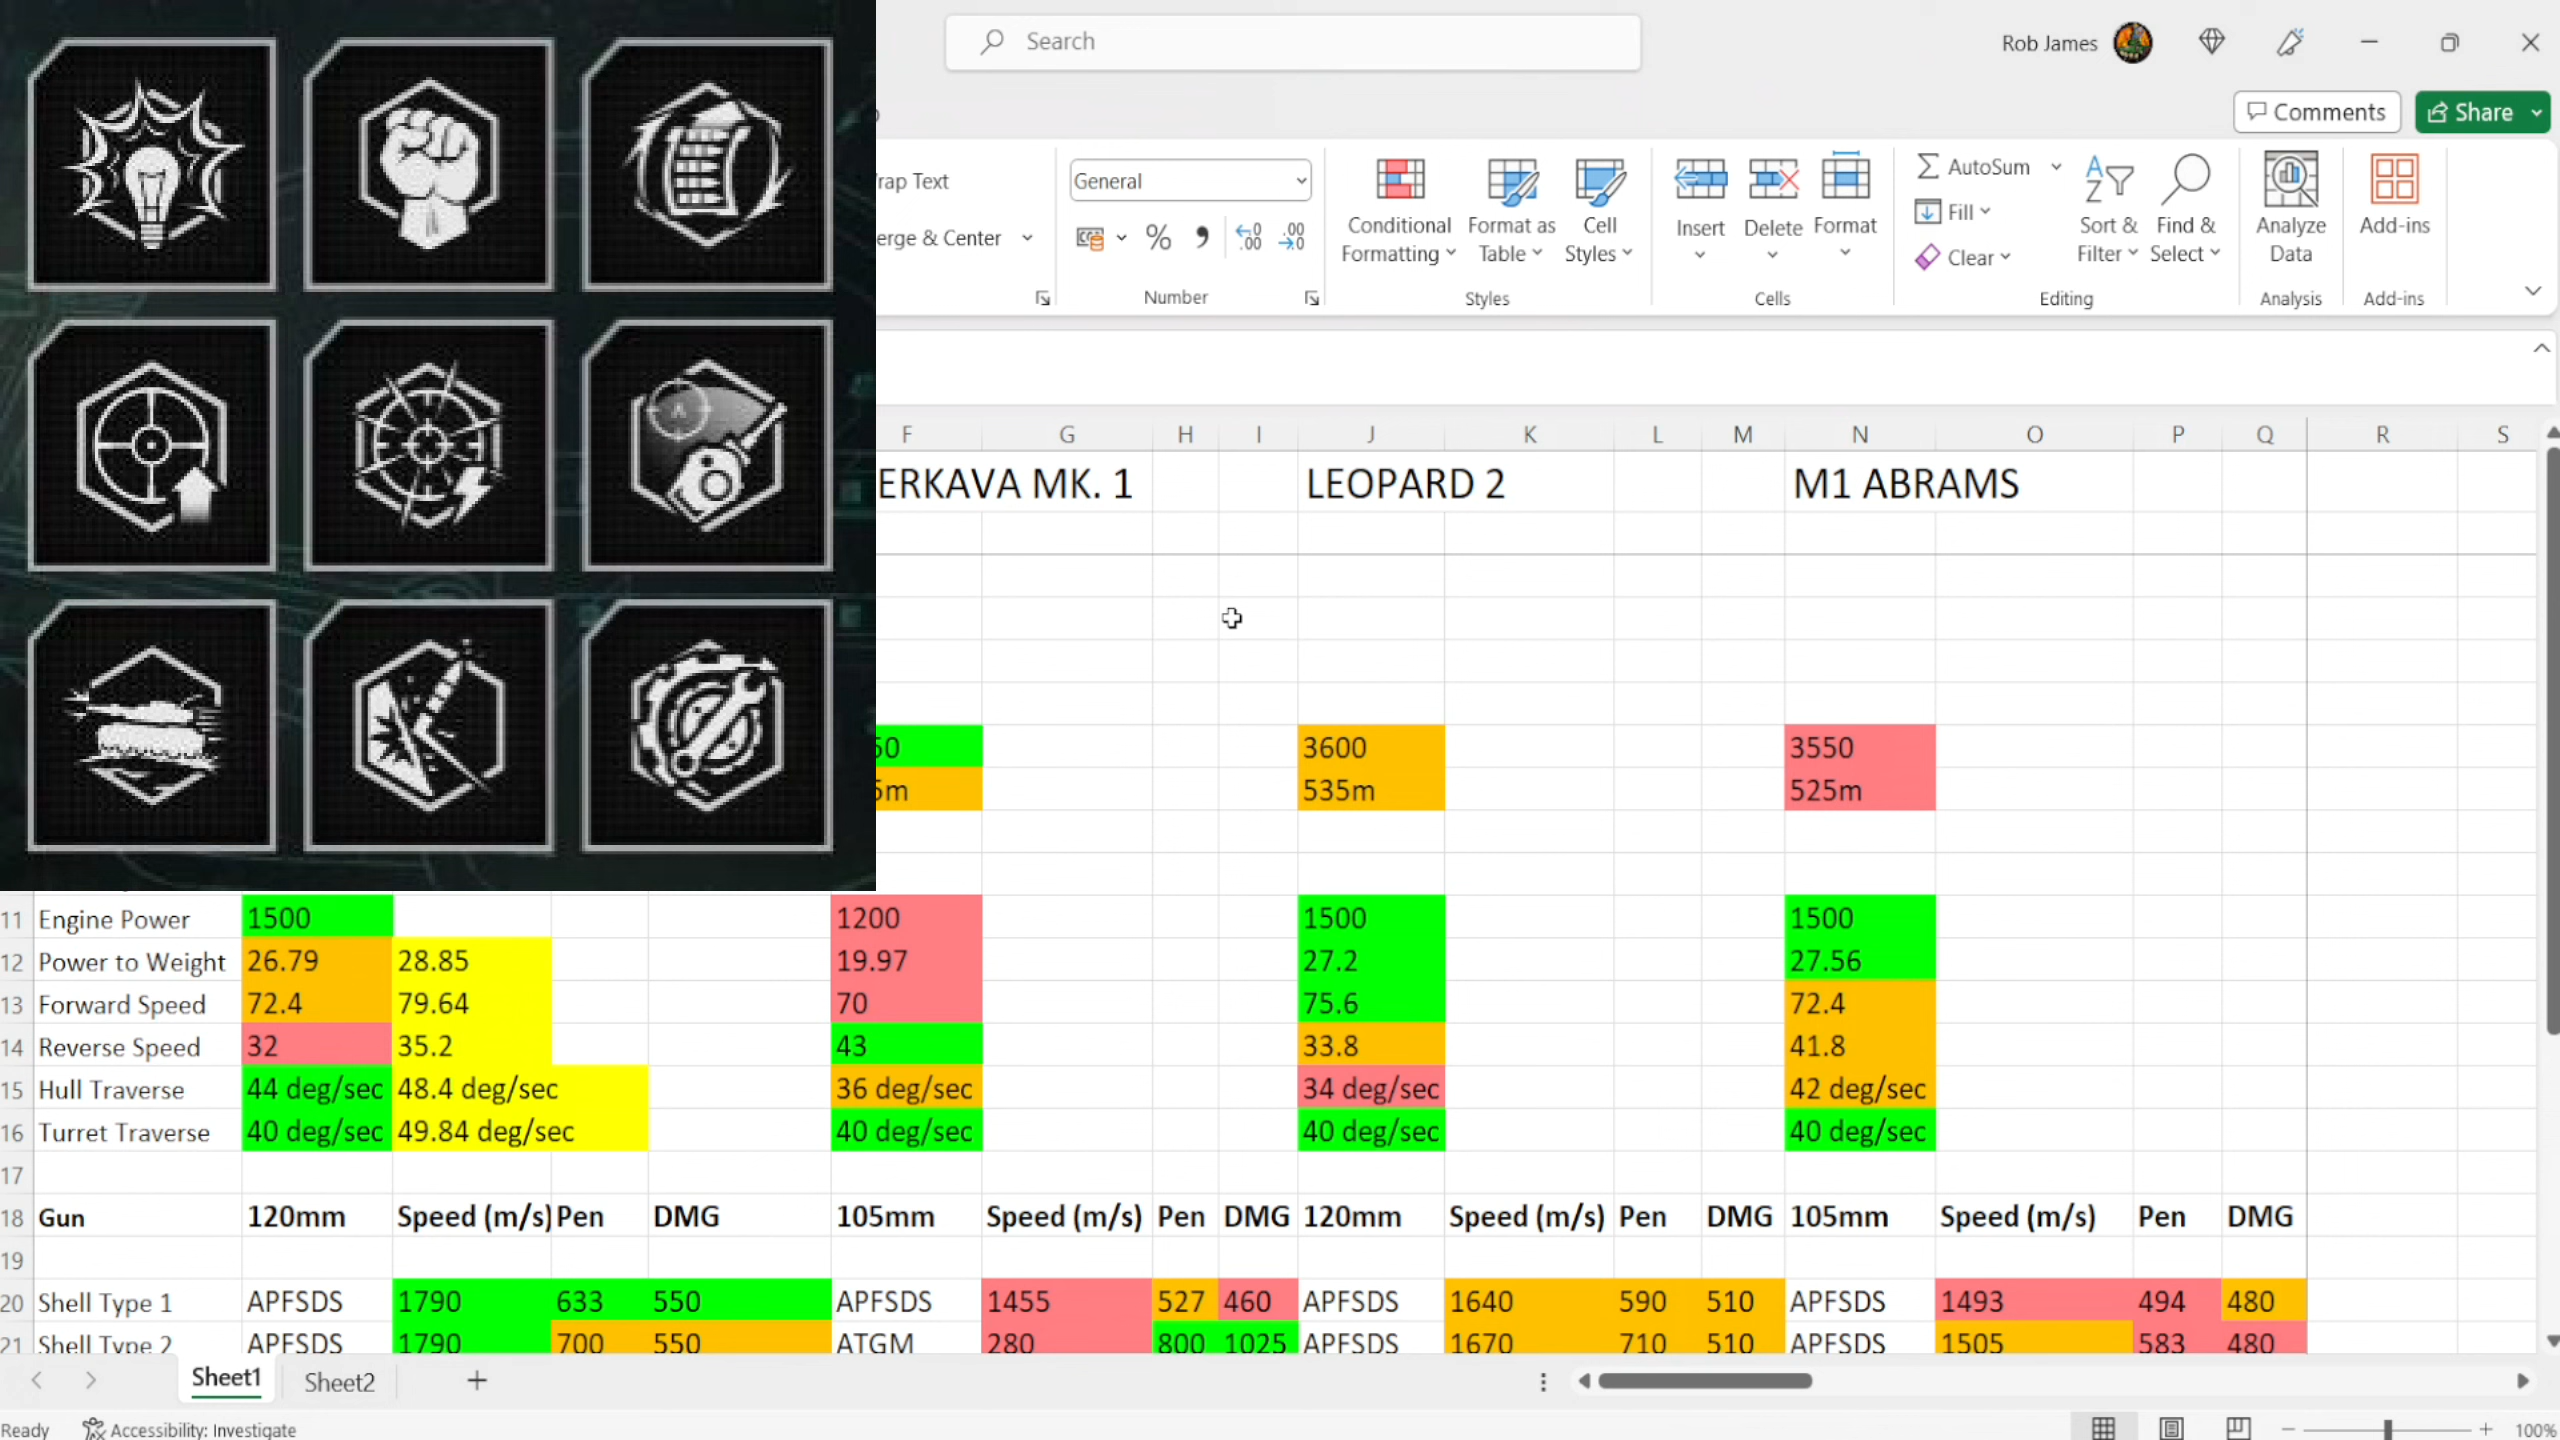 Search
Rob James
Comments
Share
rap Text
General
erge & Center
Conditional Formatting
Format as Table
Cell Styles
Insert
Delete
Format
AutoSum
Fill
Clear
Sort & Filter
Find & Select
Analyze Data
Add-ins
Number
Styles
Cells
Editing
Analysis
Add-ins
F G H I J K L M N O P Q R S
ERKAVA MK. 1 LEOPARD 2 M1 ABRAMS
3600 3550
535m 525m
11 Engine Power 1500 1200 1500 1500
12 Power to Weight 26.79 28.85 19.97 27.2 27.56
13 Forward Speed 72.4 79.64 70 75.6 72.4
14 Reverse Speed 32 35.2 43 33.8 41.8
15 Hull Traverse 44 deg/sec 48.4 deg/sec 36 deg/sec 34 deg/sec 42 deg/sec
16 Turret Traverse 40 deg/sec 49.84 deg/sec 40 deg/sec 40 deg/sec 40 deg/sec
17
18 Gun 120mm Speed (m/s) Pen DMG 105mm Speed (m/s) Pen DMG 120mm Speed (m/s) Pen DMG 105mm Speed (m/s) Pen DMG
19
20 Shell Type 1 APFSDS 1790 633 550 APFSDS 1455 527 460 APFSDS 1640 590 510 APFSDS 1493 494 480
21 Shell Type 2 APFSDS 1790 700 550 ATGM 280 800 1025 APFSDS 1670 710 510 APFSDS 1505 583 480
Sheet1 Sheet2
Ready Accessibility: Investigate 100%